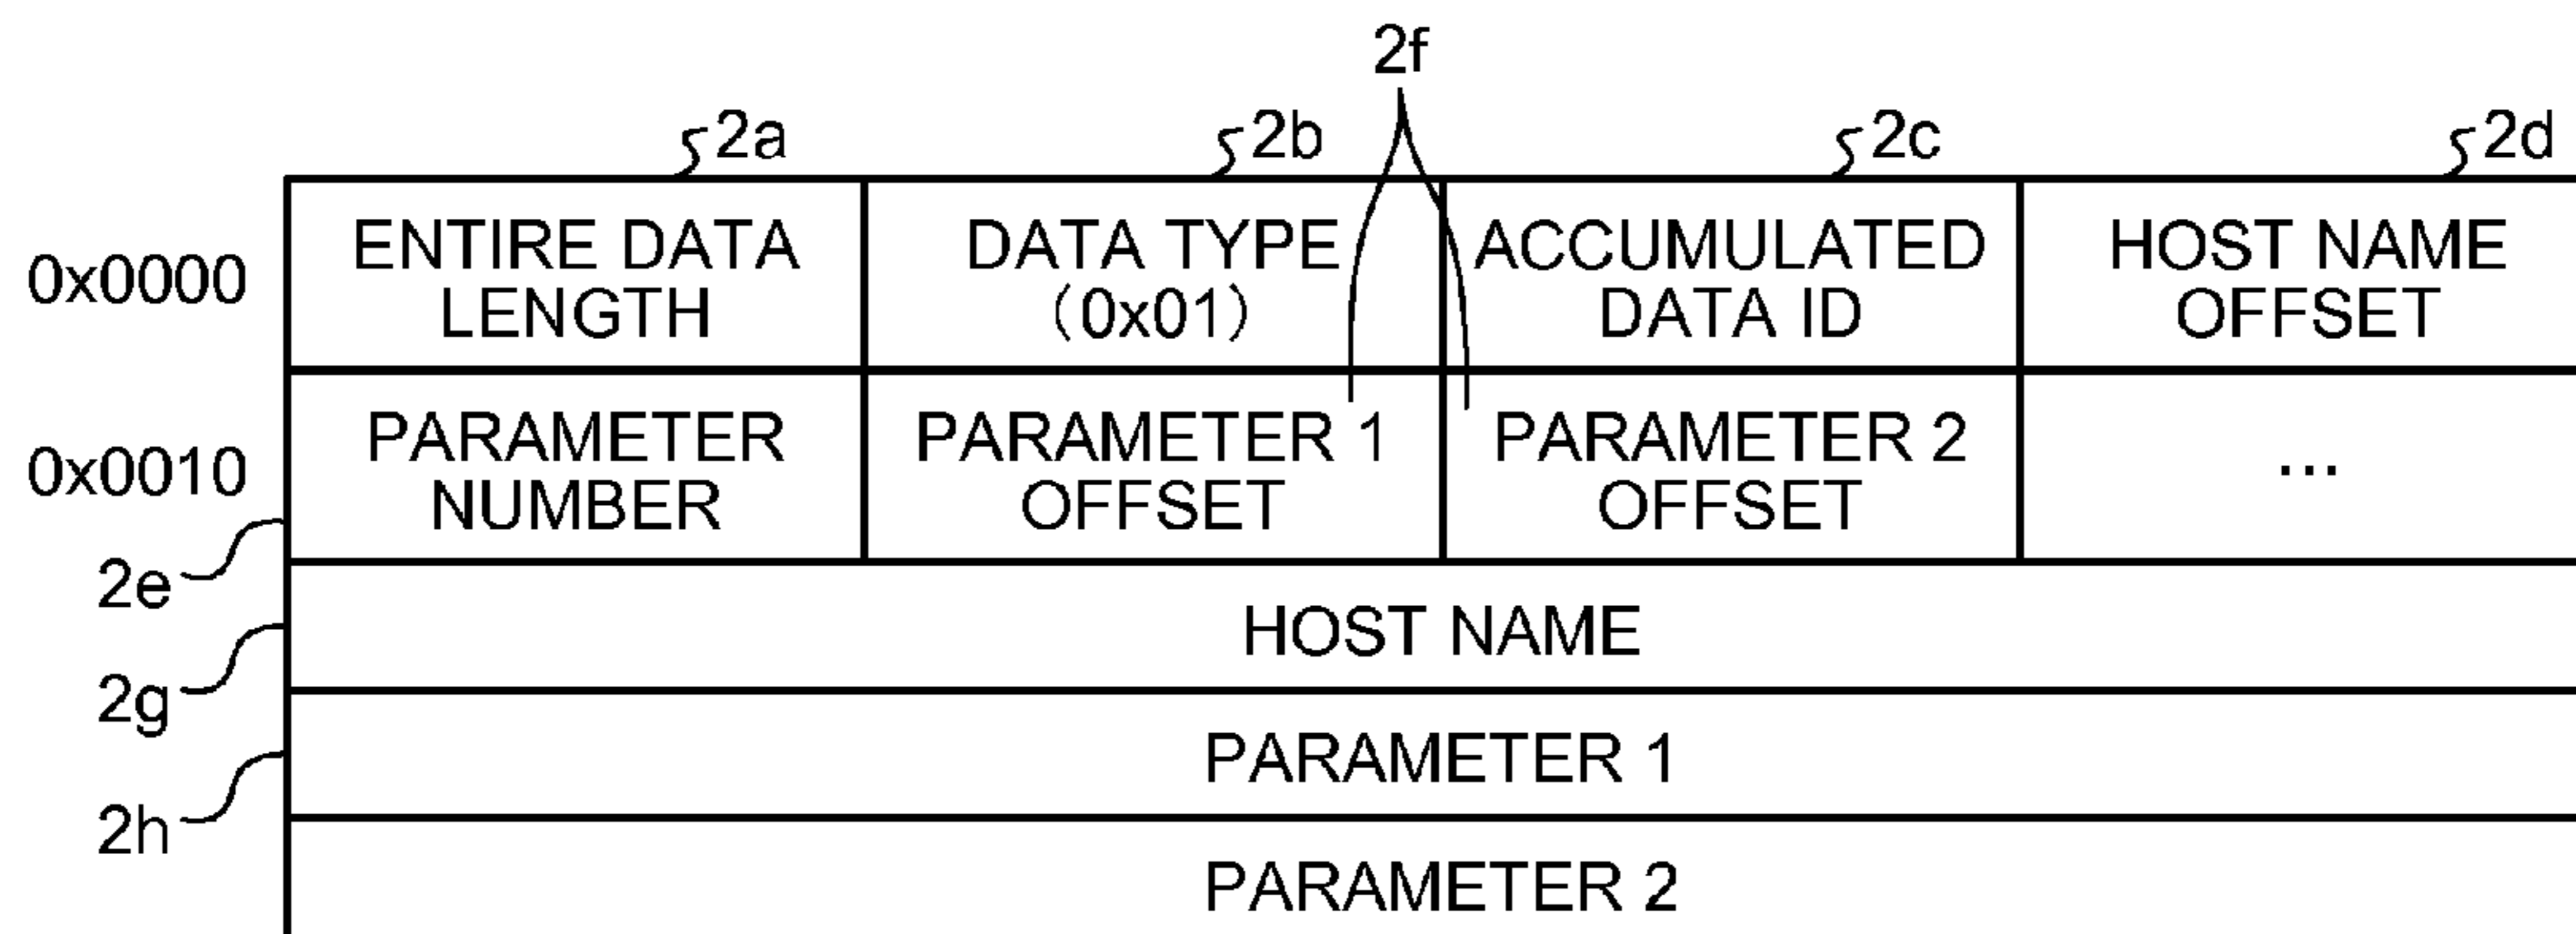 2f
2a
2b
2c
2d
0x0000
ENTIRE DATA
LENGTH
DATA TYPE
(0x01)
ACCUMULATED
DATA ID
HOST NAME
OFFSET
0x0010
PARAMETER
NUMBER
PARAMETER 1
OFFSET
PARAMETER 2
OFFSET
...
2e
HOST NAME
2g
PARAMETER 1
2h
PARAMETER 2